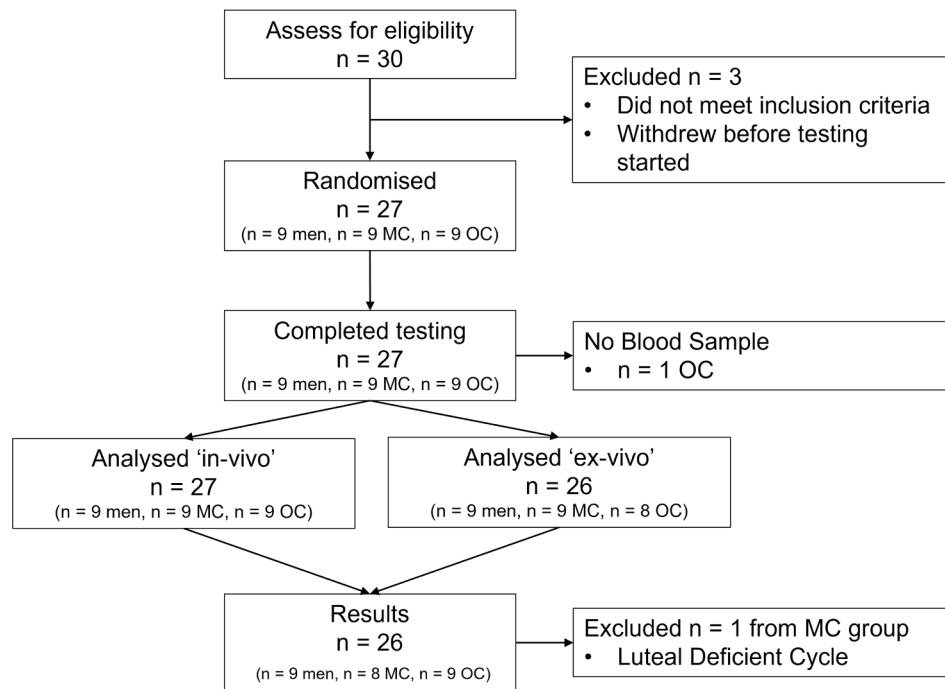 Assess for eligibility
n = 30
Excluded n = 3
• Did not meet inclusion criteria
• Withdrew before testing
started
Randomised
n = 27
(n = 9 men, n = 9 MC, n = 9 OC)
Completed testing
n = 27
(n = 9 men, n = 9 MC, n = 9 OC)
No Blood Sample
• n = 1 OC
Analysed ‘in-vivo’
n = 27
(n = 9 men, n = 9 MC, n = 9 OC)
Analysed ‘ex-vivo’
n = 26
(n = 9 men, n = 9 MC, n = 8 OC)
Results
n = 26
(n = 9 men, n = 8 MC, n = 9 OC)
Excluded n = 1 from MC group
• Luteal Deficient Cycle